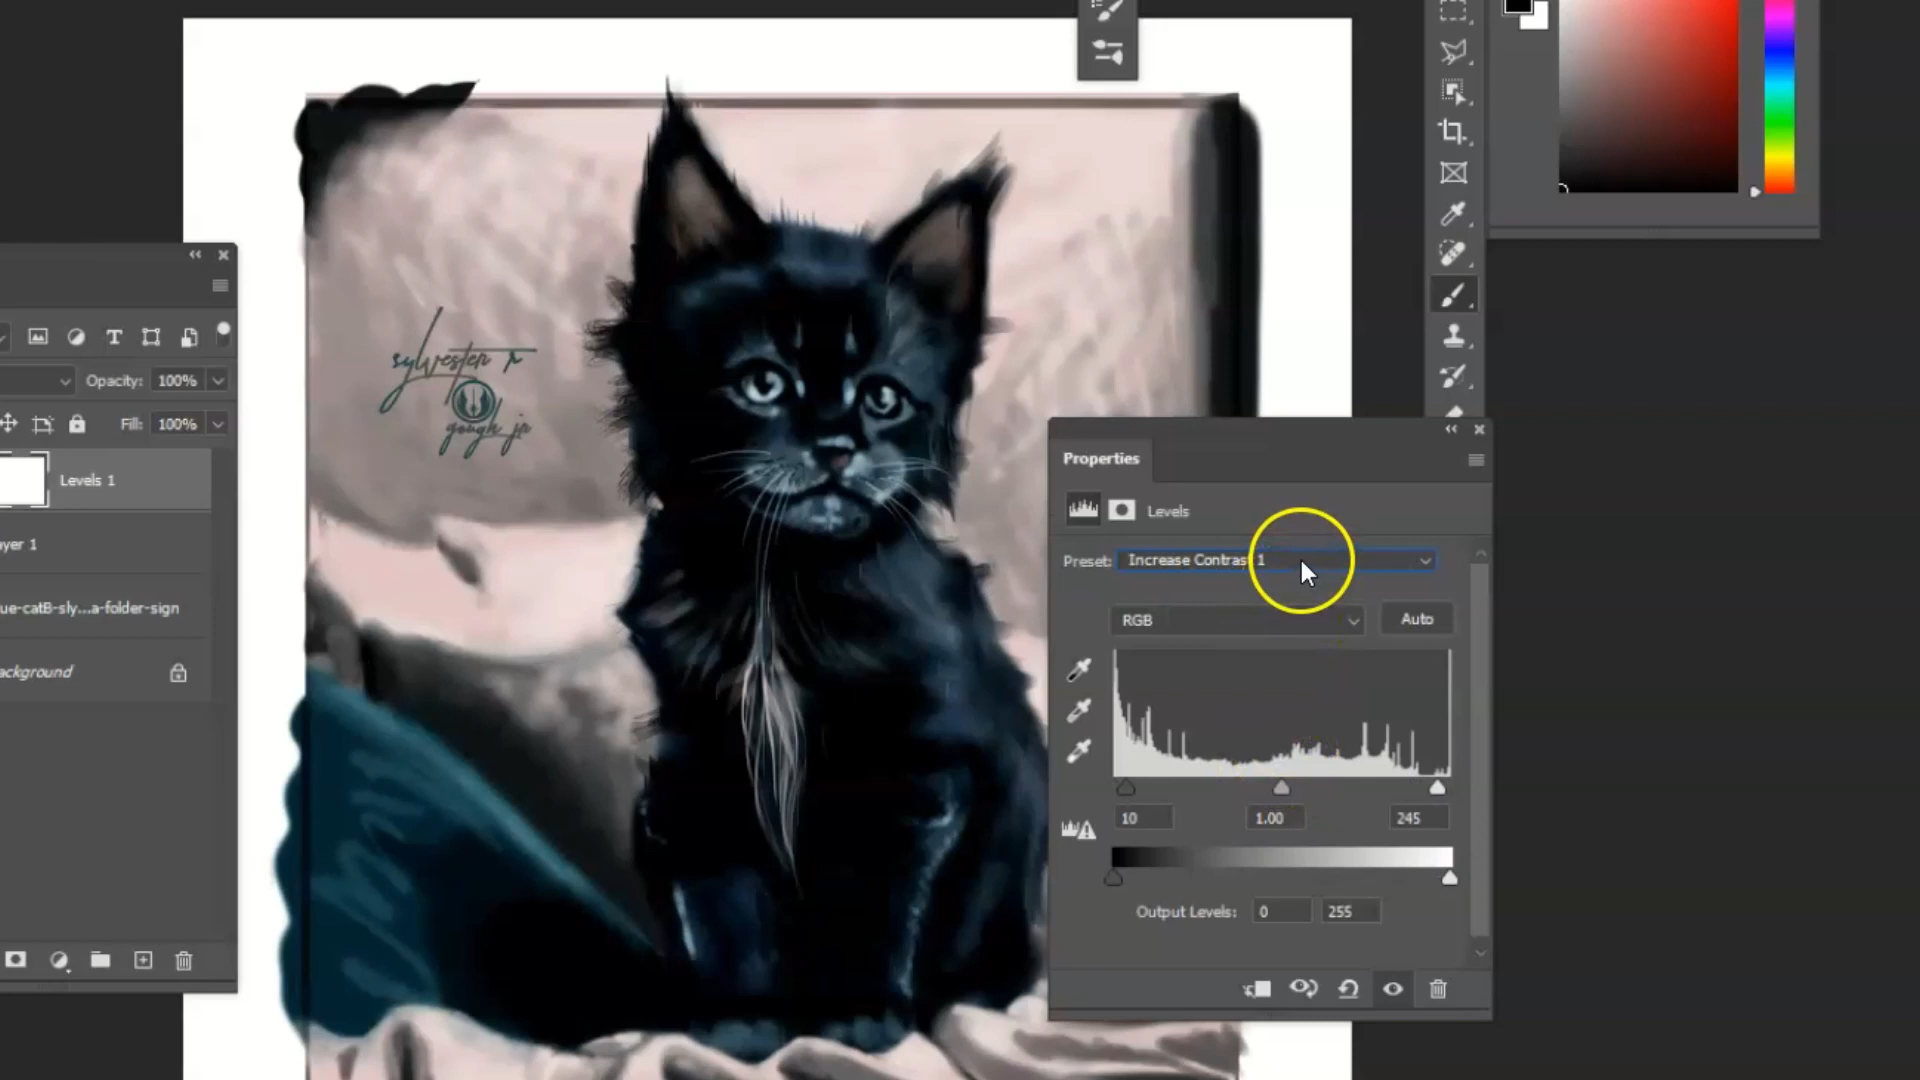 Opacity: 100%
Fill: 100%
Levels 1
ayer 1
ue-catB-sly...a-folder-sign
ackground
sylvester r
gough jr
Properties
Levels
Preset: Increase Contrast 1
RGB
Auto
10
1.00
245
Output Levels: 0 255